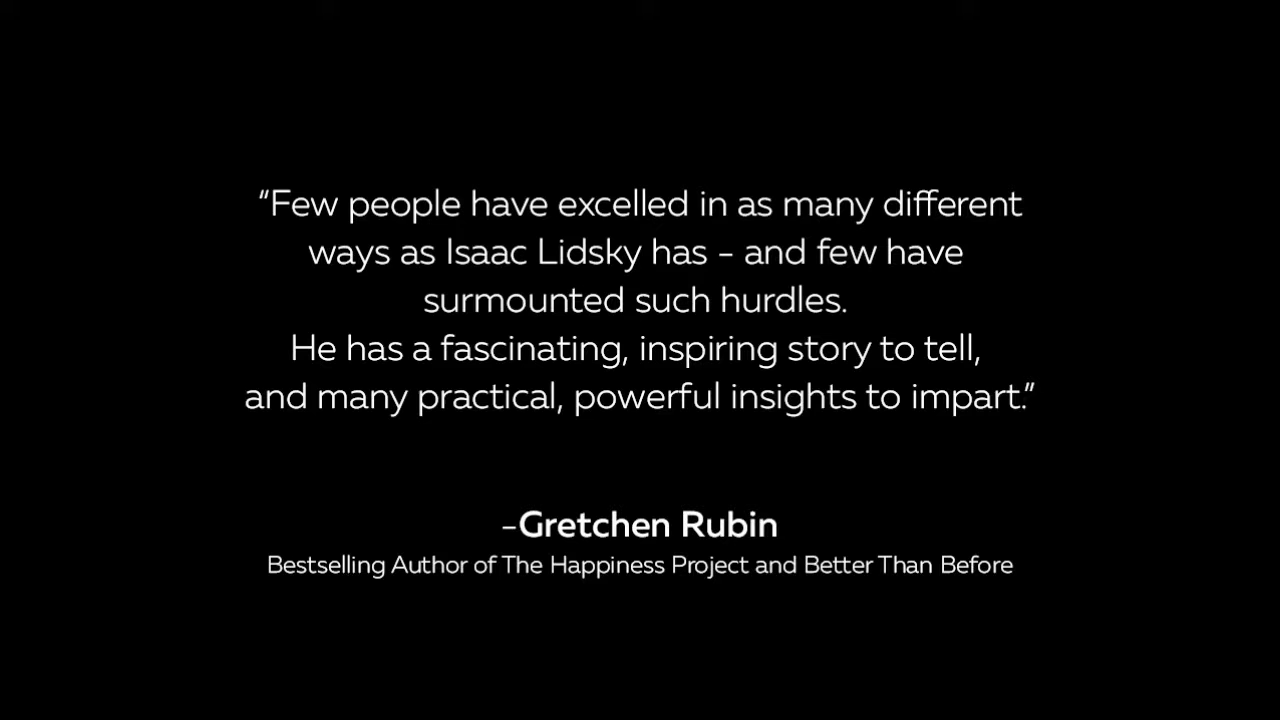 “Few people have excelled in as many different
ways as Isaac Lidsky has - and few have
surmounted such hurdles.
He has a fascinating, inspiring story to tell,
and many practical, powerful insights to impart.”
-Gretchen Rubin
Bestselling Author of The Happiness Project and Better Than Before